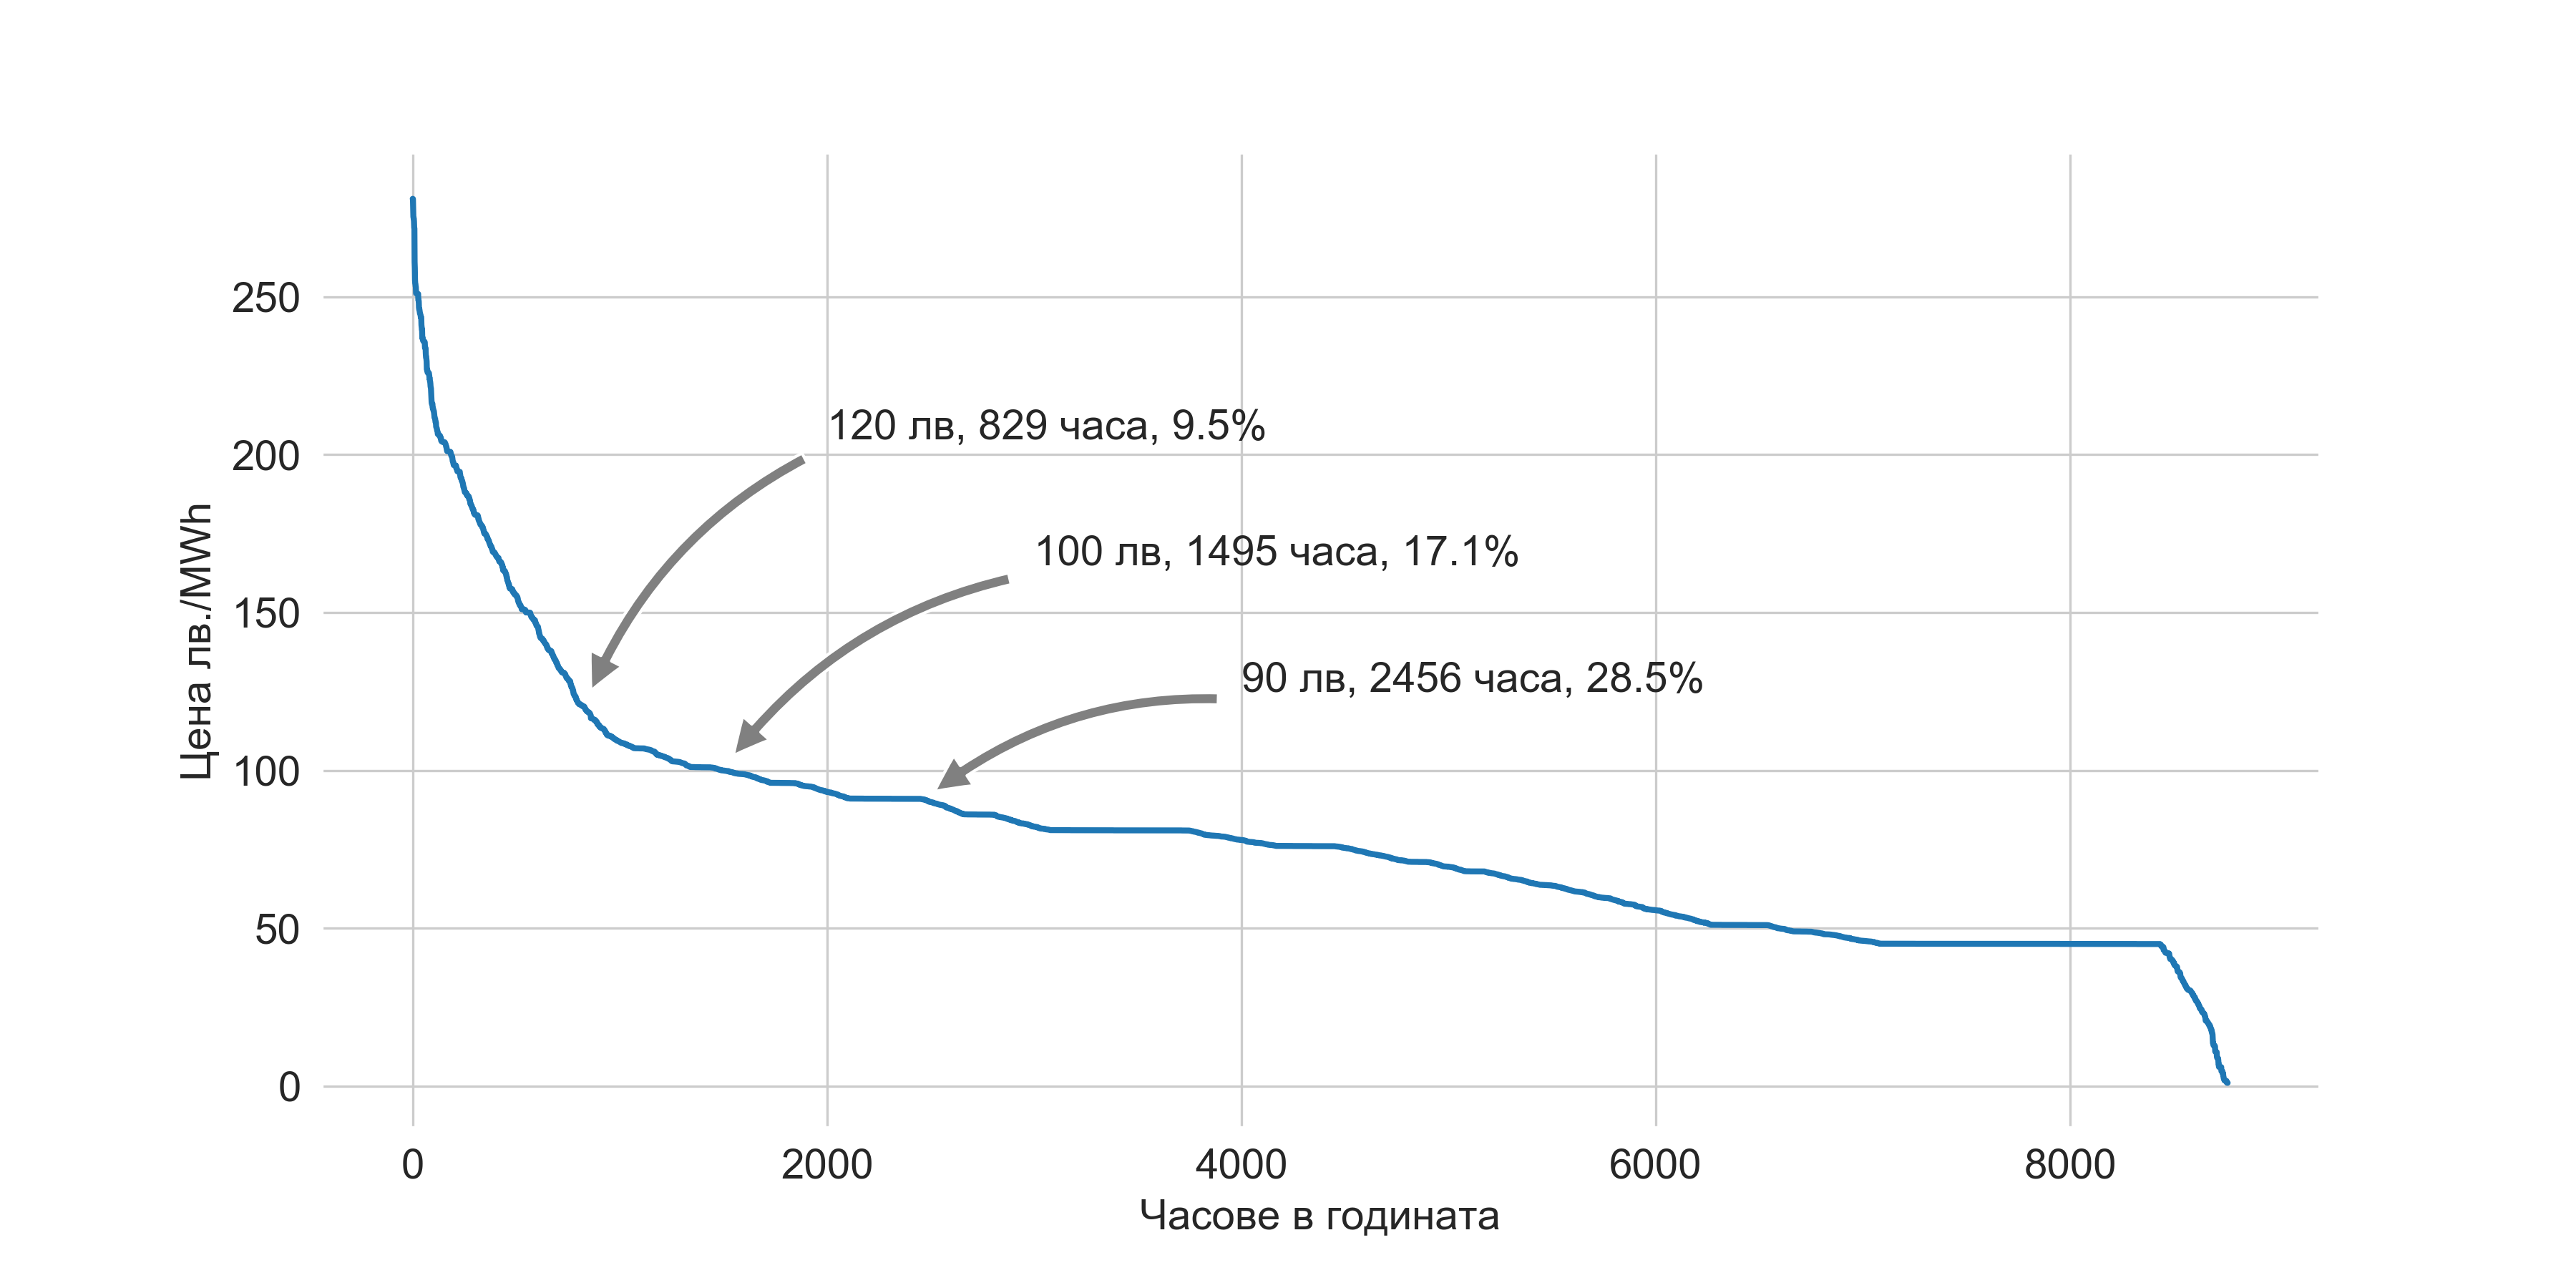 250
200
150
100
50
0
Цена лв./MWh
120 лв, 829 часа, 9.5%
100 лв, 1495 часа, 17.1%
90 лв, 2456 часа, 28.5%
0
2000
4000
6000
8000
Часове в годината